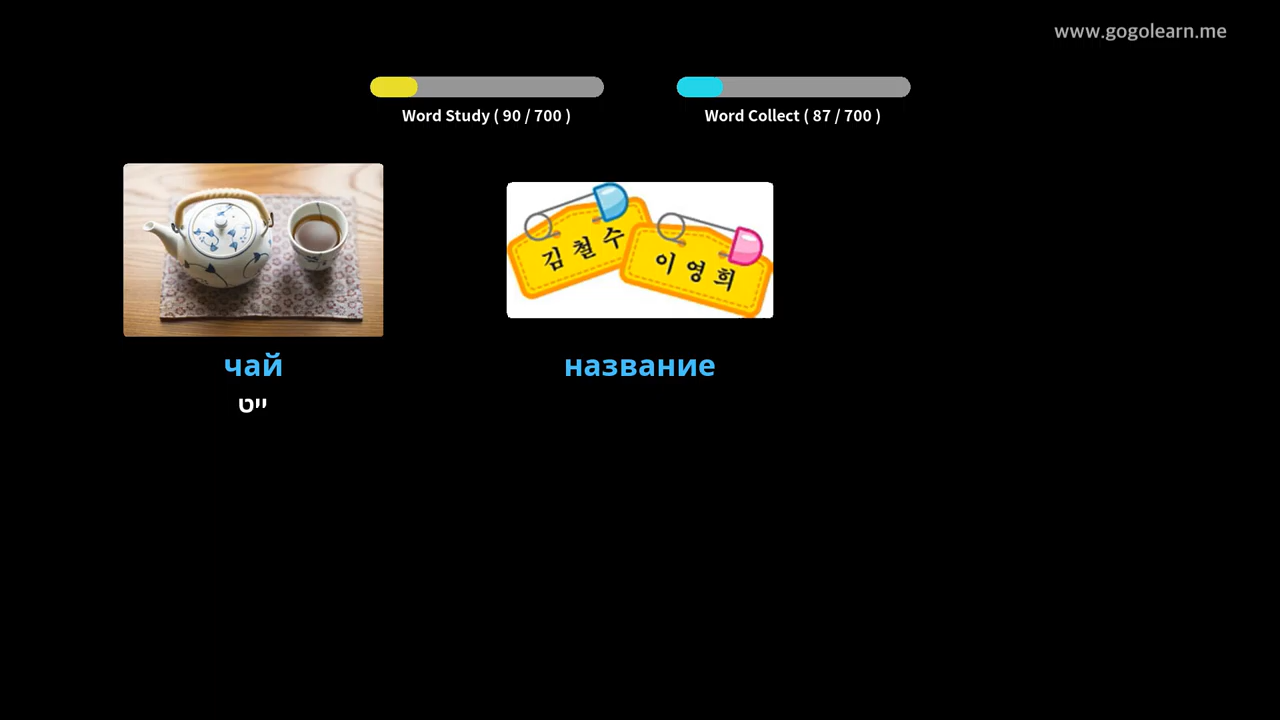 www.gogolearn.me
Word Study ( 90 / 700 )
Word Collect ( 87 / 700 )
김철수
이영희
чай
название
טײ